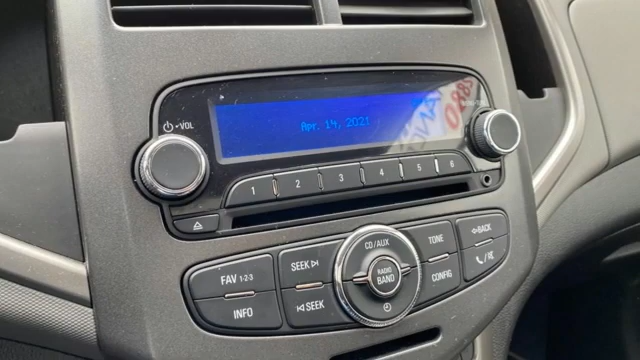 Apr. 14, 2021
VOL
1 2 3 4 5 6
CD/AUX
TONE
BACK
FAV 1-2-3
SEEK
RADIO
BAND
CONFIG
INFO
SEEK